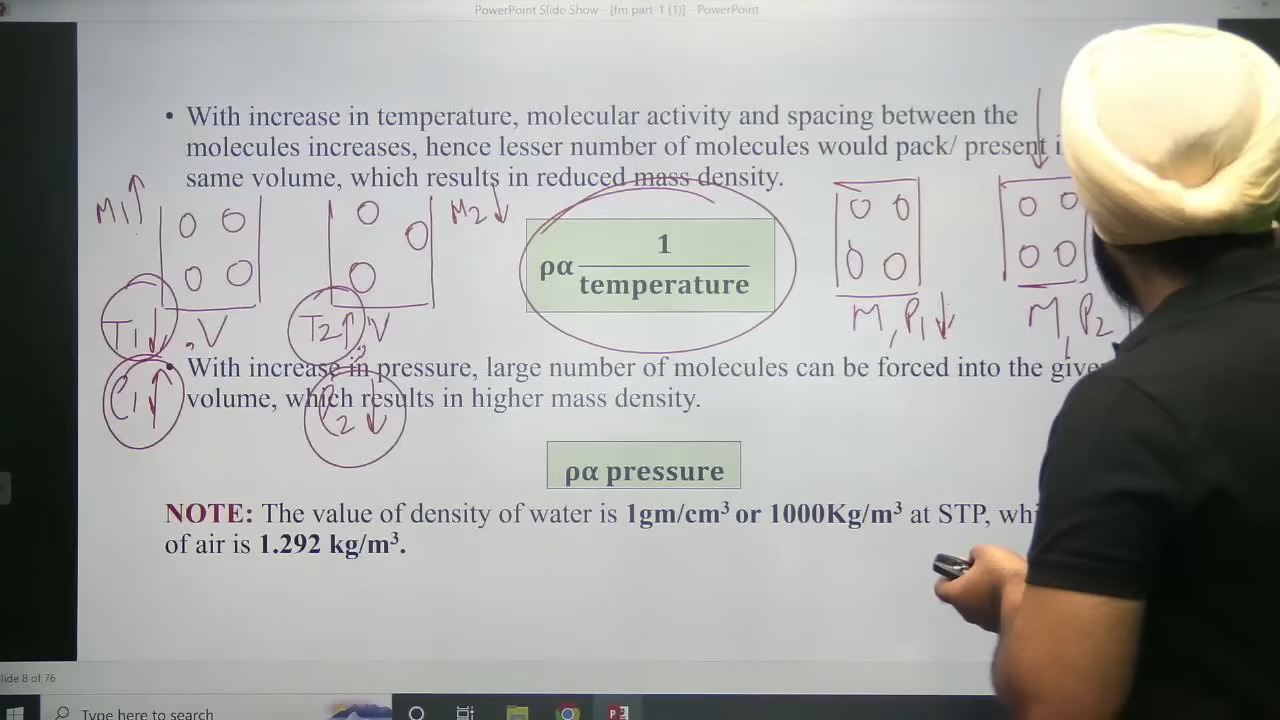 PowerPoint Slide Show - [fm part 1 (1)] - PowerPoint
• With increase in temperature, molecular activity and spacing between the
molecules increases, hence lesser number of molecules would pack/ present
same volume, which results in reduced mass density.
M1↑
M2↓
ρα 1/temperature
T1↓, V
T2↑, V
M, P1↓
M, P2
• With increase in pressure, large number of molecules can be forced into the
volume, which results in higher mass density.
ρ1↑
ρ2↓
ρα pressure
NOTE: The value of density of water is 1gm/cm³ or 1000Kg/m³ at STP,
of air is 1.292 kg/m³.
lide 8 of 76
Type here to search